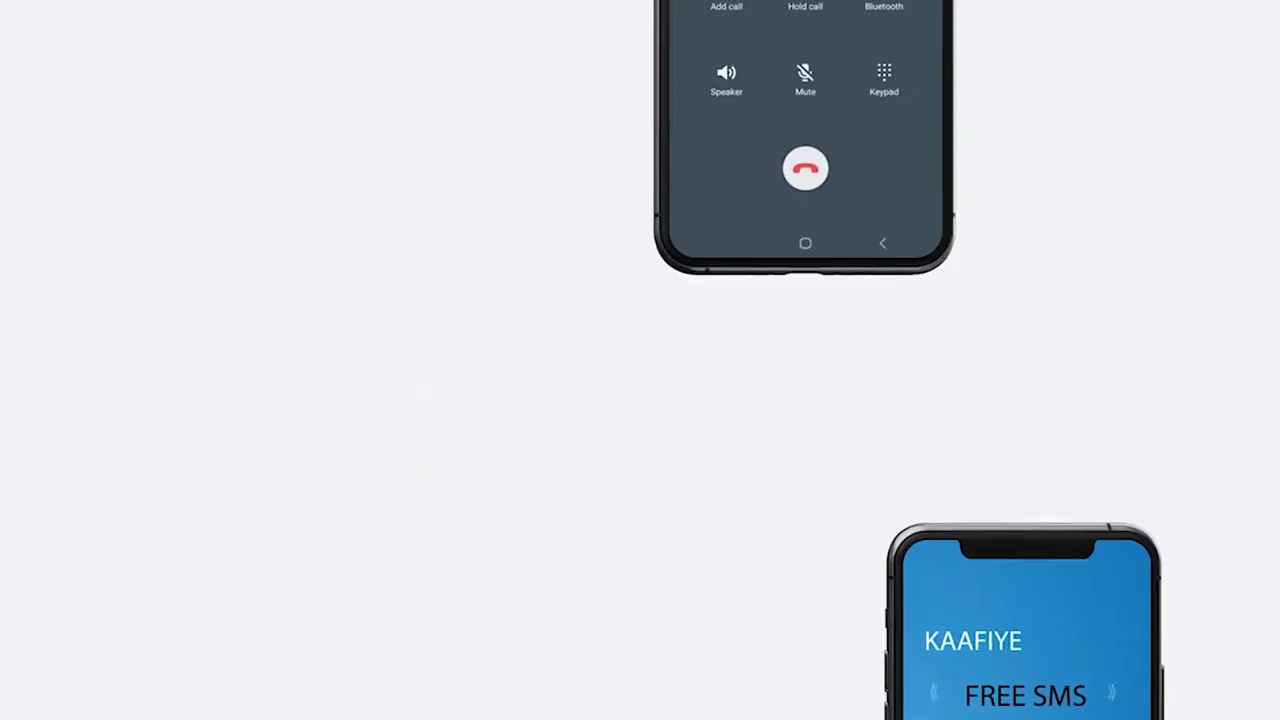 Add call Hold call Bluetooth
Speaker Mute Keypad
KAAFIYE
FREE SMS